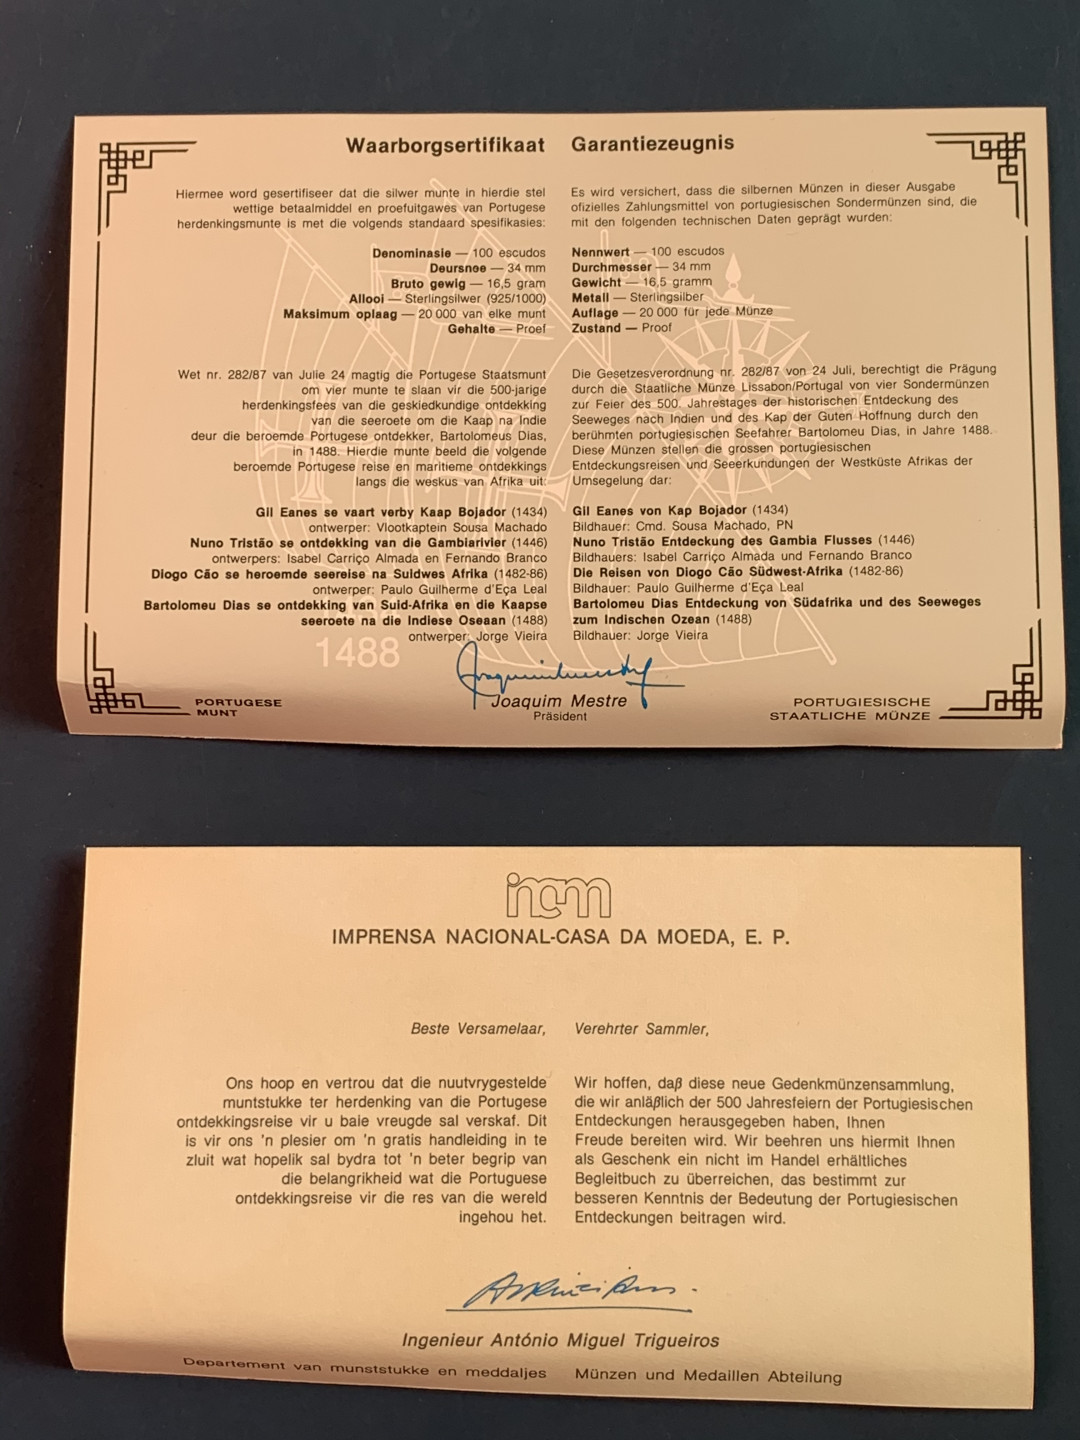 Waarborgsertifikaat
Hiermee word gesertifiseer dat die silwer munte in hierdie stel
wettige betaalmiddel en proefuitgawes van Portugese
herdenkingsmunte is met die volgends standaard spesifikasies:
Denominasie — 100 escudos
Deursnoe — 34 mm
Bruto gewig — 16,5 gram
Allooi — Sterlingsilwer (925/1000)
Maksimum oplaag — 20 000 van elke munt
Gehalte — Proef
Wet nr. 282/87 van Julie 24 magtig die Portugese Staatsmunt
om vier munte te slaan vir die 500-jarige
herdenkingsfees van die geskiedkundige ontdekking
van die seeroete om die Kaap na Indie
deur die beroemde Portugese ontdekker, Bartolomeus Dias,
in 1488. Hierdie munte beeld die volgende
beroemde Portugese reise en maritieme ontdekkings
langs die weskus van Afrika uit:
Gil Eanes se vaart verby Kaap Bojador (1434)
ontwerper: Vlootkaptein Sousa Machado
Nuno Tristão se ontdekking van die Gambiarivier (1446)
ontwerpers: Isabel Carriço Almada en Fernando Branco
Diogo Cão se heroemde seereise na Suidwes Afrika (1482-86)
ontwerper: Paulo Guilherme d'Eça Leal
Bartolomeu Dias se ontdekking van Suid-Afrika en die Kaapse
seeroete na die Indiese Oseaan (1488)
ontwerper: Jorge Vieira
1488
PORTUGESE
MUNT
Garantiezeugnis
Es wird versichert, dass die silbernen Münzen in dieser Ausgabe
ofizielles Zahlungsmittel von portugiesischen Sondermünzen sind, die
mit den folgenden technischen Daten geprägt wurden:
Nennwert — 100 escudos
Durchmesser — 34 mm
Gewicht — 16,5 gramm
Metall — Sterlingsilber
Auflage — 20 000 für jede Münze
Zustand — Proof
Die Gesetzesverordnung nr. 282/87 von 24 Juli, berechtigt die Prägung
durch die Staatliche Münze Lissabon/Portugal von vier Sondermünzen
zur Feier des 500. Jahrestages der historischen Entdeckung des
Seeweges nach Indien und des Kap der Guten Hoffnung durch den
berühmten portugiesischen Seefahrer Bartolomeu Dias, in Jahre 1488.
Diese Münzen stellen die grossen portugiesischen
Entdeckungsreisen und Seeerkundungen der Westküste Afrikas der
Umsegelung dar:
Gil Eanes von Kap Bojador (1434)
Bildhauer: Cmd. Sousa Machado, PN
Nuno Tristão Entdeckung des Gambia Flusses (1446)
Bildhauers: Isabel Carriço Almada und Fernando Branco
Die Reisen von Diogo Cão Südwest-Afrika (1482-86)
Bildhauer: Paulo Guilherme d'Eça Leal
Bartolomeu Dias Entdeckung von Südafrika und des Seeweges
zum Indischen Ozean (1488)
Bildhauer: Jorge Vieira
Joaquim Mestre
Präsident
PORTUGIESISCHE
STAATLICHE MÜNZE
incm
IMPRENSA NACIONAL-CASA DA MOEDA, E. P.
Beste Versamelaar,
Ons hoop en vertrou dat die nuutvrygestelde
muntstukke ter herdenking van die Portugese
ontdekkingsreise vir u baie vreugde sal verskaf. Dit
is vir ons 'n plesier om 'n gratis handleiding in te
zluit wat hopelik sal bydra tot 'n beter begrip van
die belangrikheid wat die Portuguese
ontdekkingsreise vir die res van die wereld
ingehou het.
Verehrter Sammler,
Wir hoffen, daß diese neue Gedenkmünzensammlung,
die wir anläßlich der 500 Jahresfeiern der Portugiesischen
Entdeckungen herausgegeben haben, Ihnen
Freude bereiten wird. Wir beehren uns hiermit Ihnen
als Geschenk ein nicht im Handel erhältliches
Begleitbuch zu überreichen, das bestimmt zur
besseren Kenntnis der Bedeutung der Portugiesischen
Entdeckungen beitragen wird.
Ingenieur António Miguel Trigueiros
Departement van munststukke en meddaljes
Münzen und Medaillen Abteilung